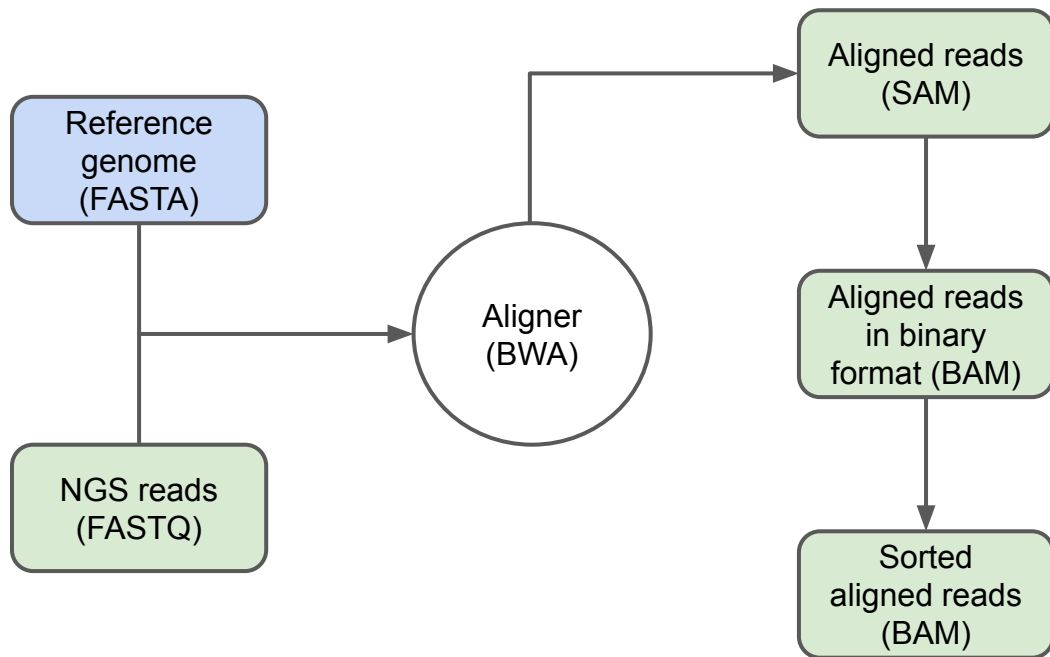 Reference
genome
(FASTA)
NGS reads
(FASTQ)
Aligner
(BWA)
Aligned reads
(SAM)
Aligned reads
in binary
format (BAM)
Sorted
aligned reads
(BAM)